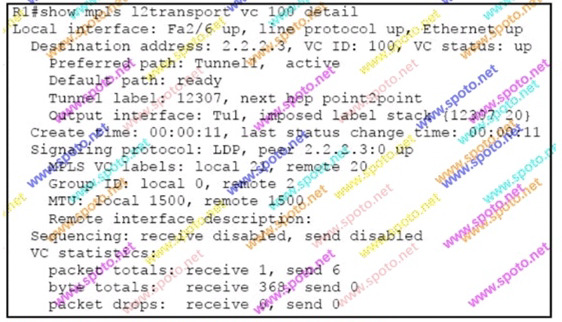 R1#show mpls l2transport vc 100 detail
Local interface: Fa2/6 up, line protocol up, Ethernet up
Destination address: 2.2.2.3, VC ID: 100, VC status: up
Preferred path: Tunnel1, active
Default path: ready
Tunnel label: 12307, next hop point2point
Output interface: Tu1, imposed label stack {12307 20}
Create time: 00:00:11, last status change time: 00:00:11
Signaling protocol: LDP, peer 2.2.2.3:0 up
MPLS VC labels: local remote 20
Group ID: local 0, remote 2
MTU: local 1500, remote 1500
Remote interface description:
Sequencing: receive disabled, send disabled
VC statistics:
packet totals: receive 1, send 6
byte totals: receive 368, send 0
packet drops: receive 0, send 0
www.spoto.net